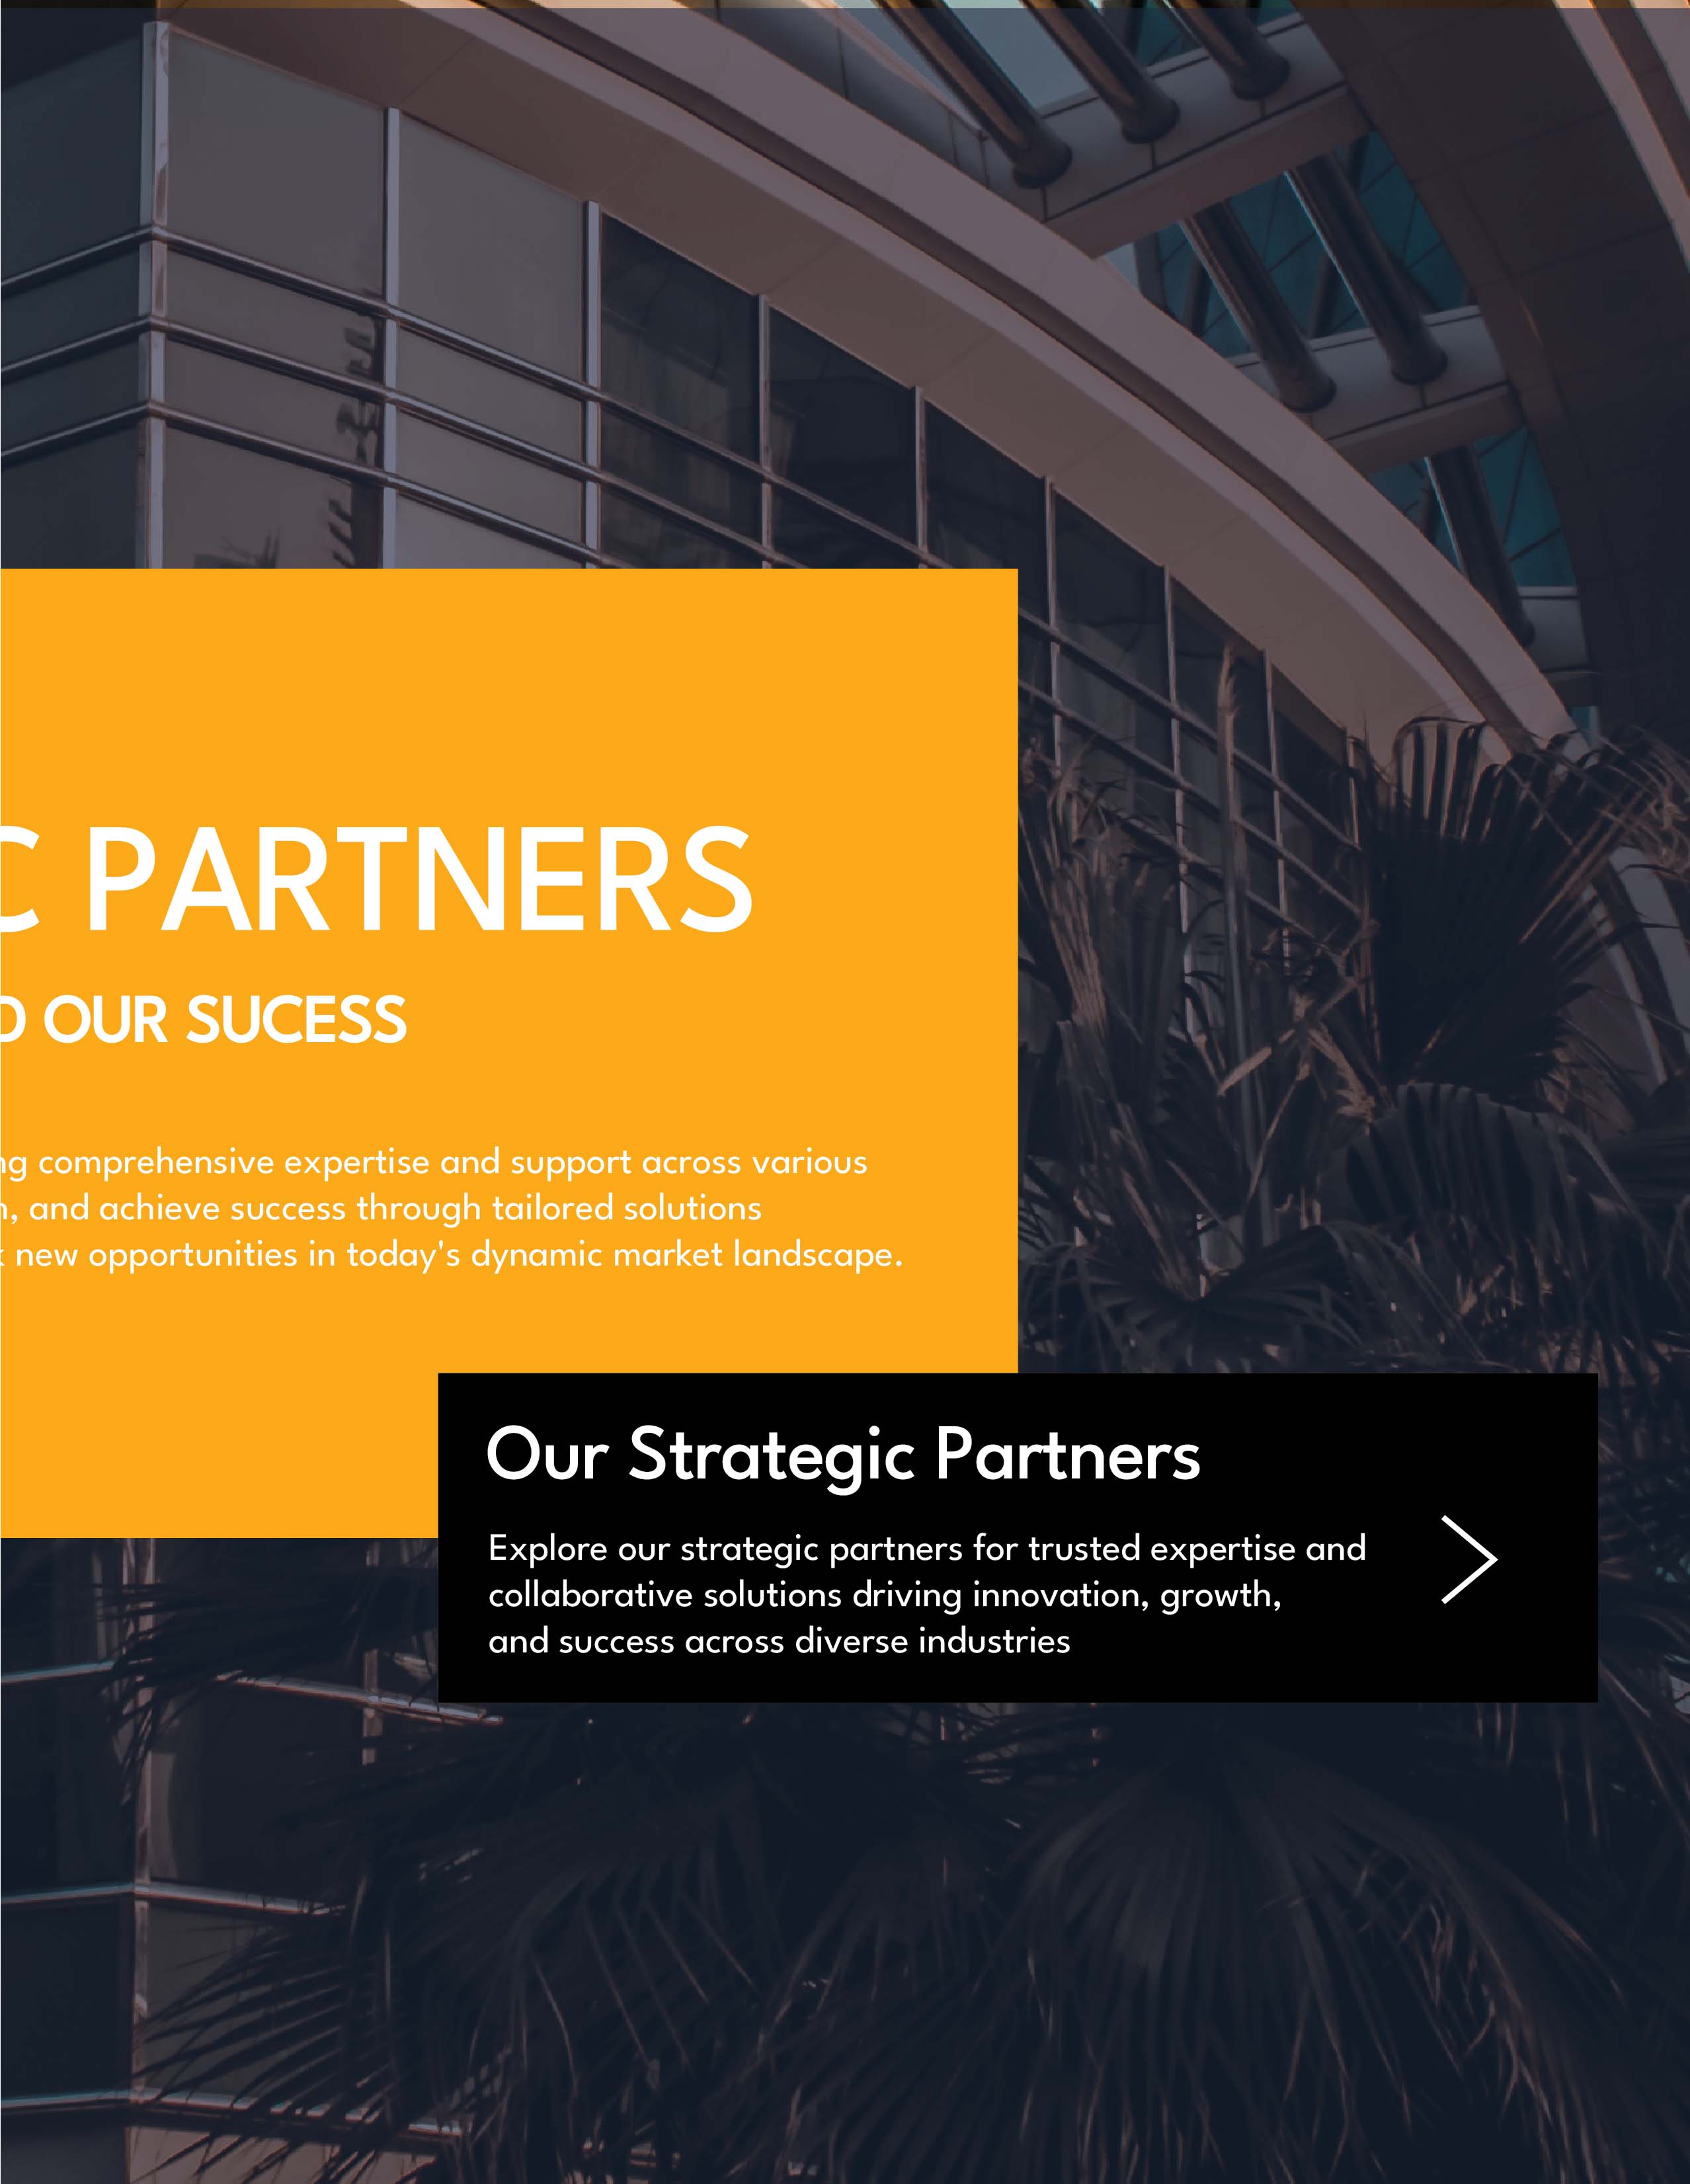 C PARTNERS
D OUR SUCESS
ng comprehensive expertise and support across various
n, and achieve success through tailored solutions
k new opportunities in today's dynamic market landscape.
Our Strategic Partners
Explore our strategic partners for trusted expertise and
collaborative solutions driving innovation, growth,
and success across diverse industries